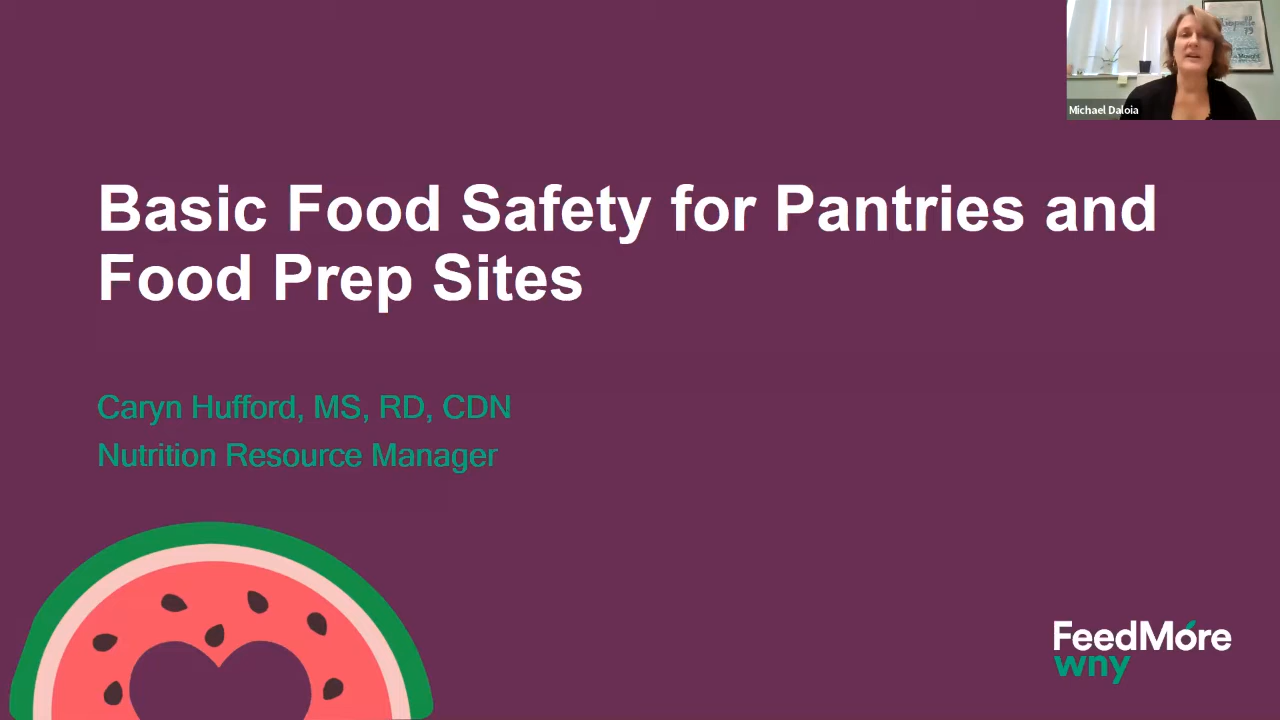 Michael Daloia
Basic Food Safety for Pantries and
Food Prep Sites
Caryn Hufford, MS, RD, CDN
Nutrition Resource Manager
FeedMore
wny